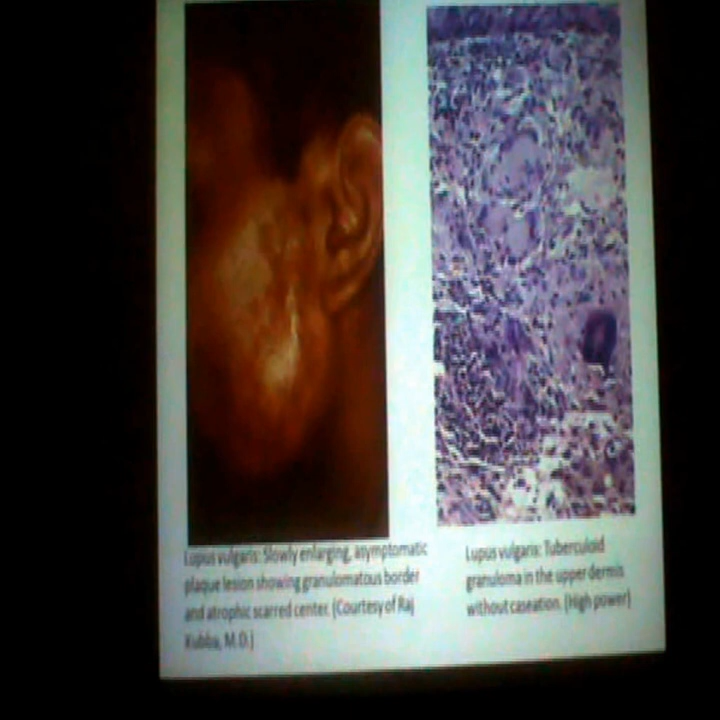 Lupus vulgaris: Slowly enlarging, asymptomatic
plaque lesion showing granulomatous border
and atrophic scarred center. (Courtesy of Raj
Kubba, M.D.)
Lupus vulgaris: Tuberculoid
granuloma in the upper dermis
without caseation. (High power)